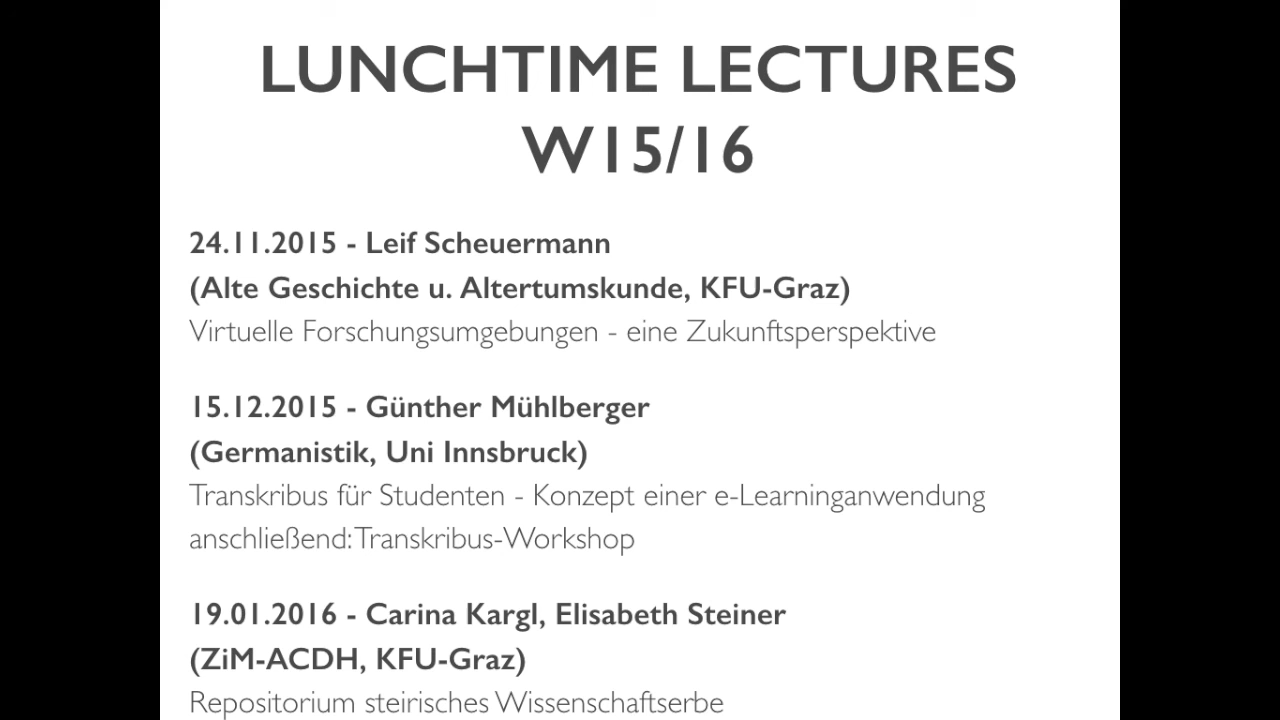 LUNCHTIME LECTURES
W15/16
24.11.2015 - Leif Scheuermann
(Alte Geschichte u. Altertumskunde, KFU-Graz)
Virtuelle Forschungsumgebungen - eine Zukunftsperspektive
15.12.2015 - Günther Mühlberger
(Germanistik, Uni Innsbruck)
Transkribus für Studenten - Konzept einer e-Learninganwendung
anschließend: Transkribus-Workshop
19.01.2016 - Carina Kargl, Elisabeth Steiner
(ZiM-ACDH, KFU-Graz)
Repositorium steirisches Wissenschaftserbe